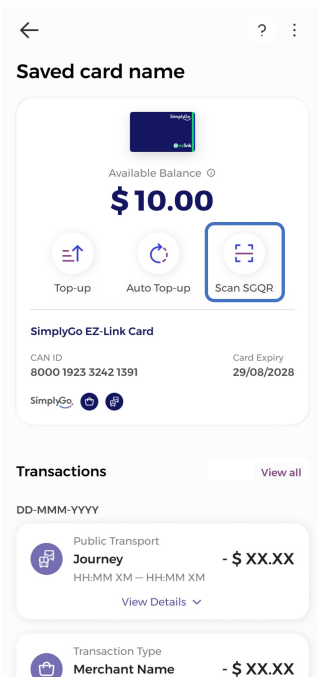 ?
Saved card name
SimplyGo
ezlink
Available Balance
$10.00
Top-up Auto Top-up Scan SGQR
SimplyGo EZ-Link Card
CAN ID Card Expiry
8000 1923 3242 1391 29/08/2028
SimplyGo
Transactions View all
DD-MMM-YYYY
Public Transport
Journey - $ XX.XX
HH:MM XM — HH:MM XM
View Details
Transaction Type
Merchant Name - $ XX.XX